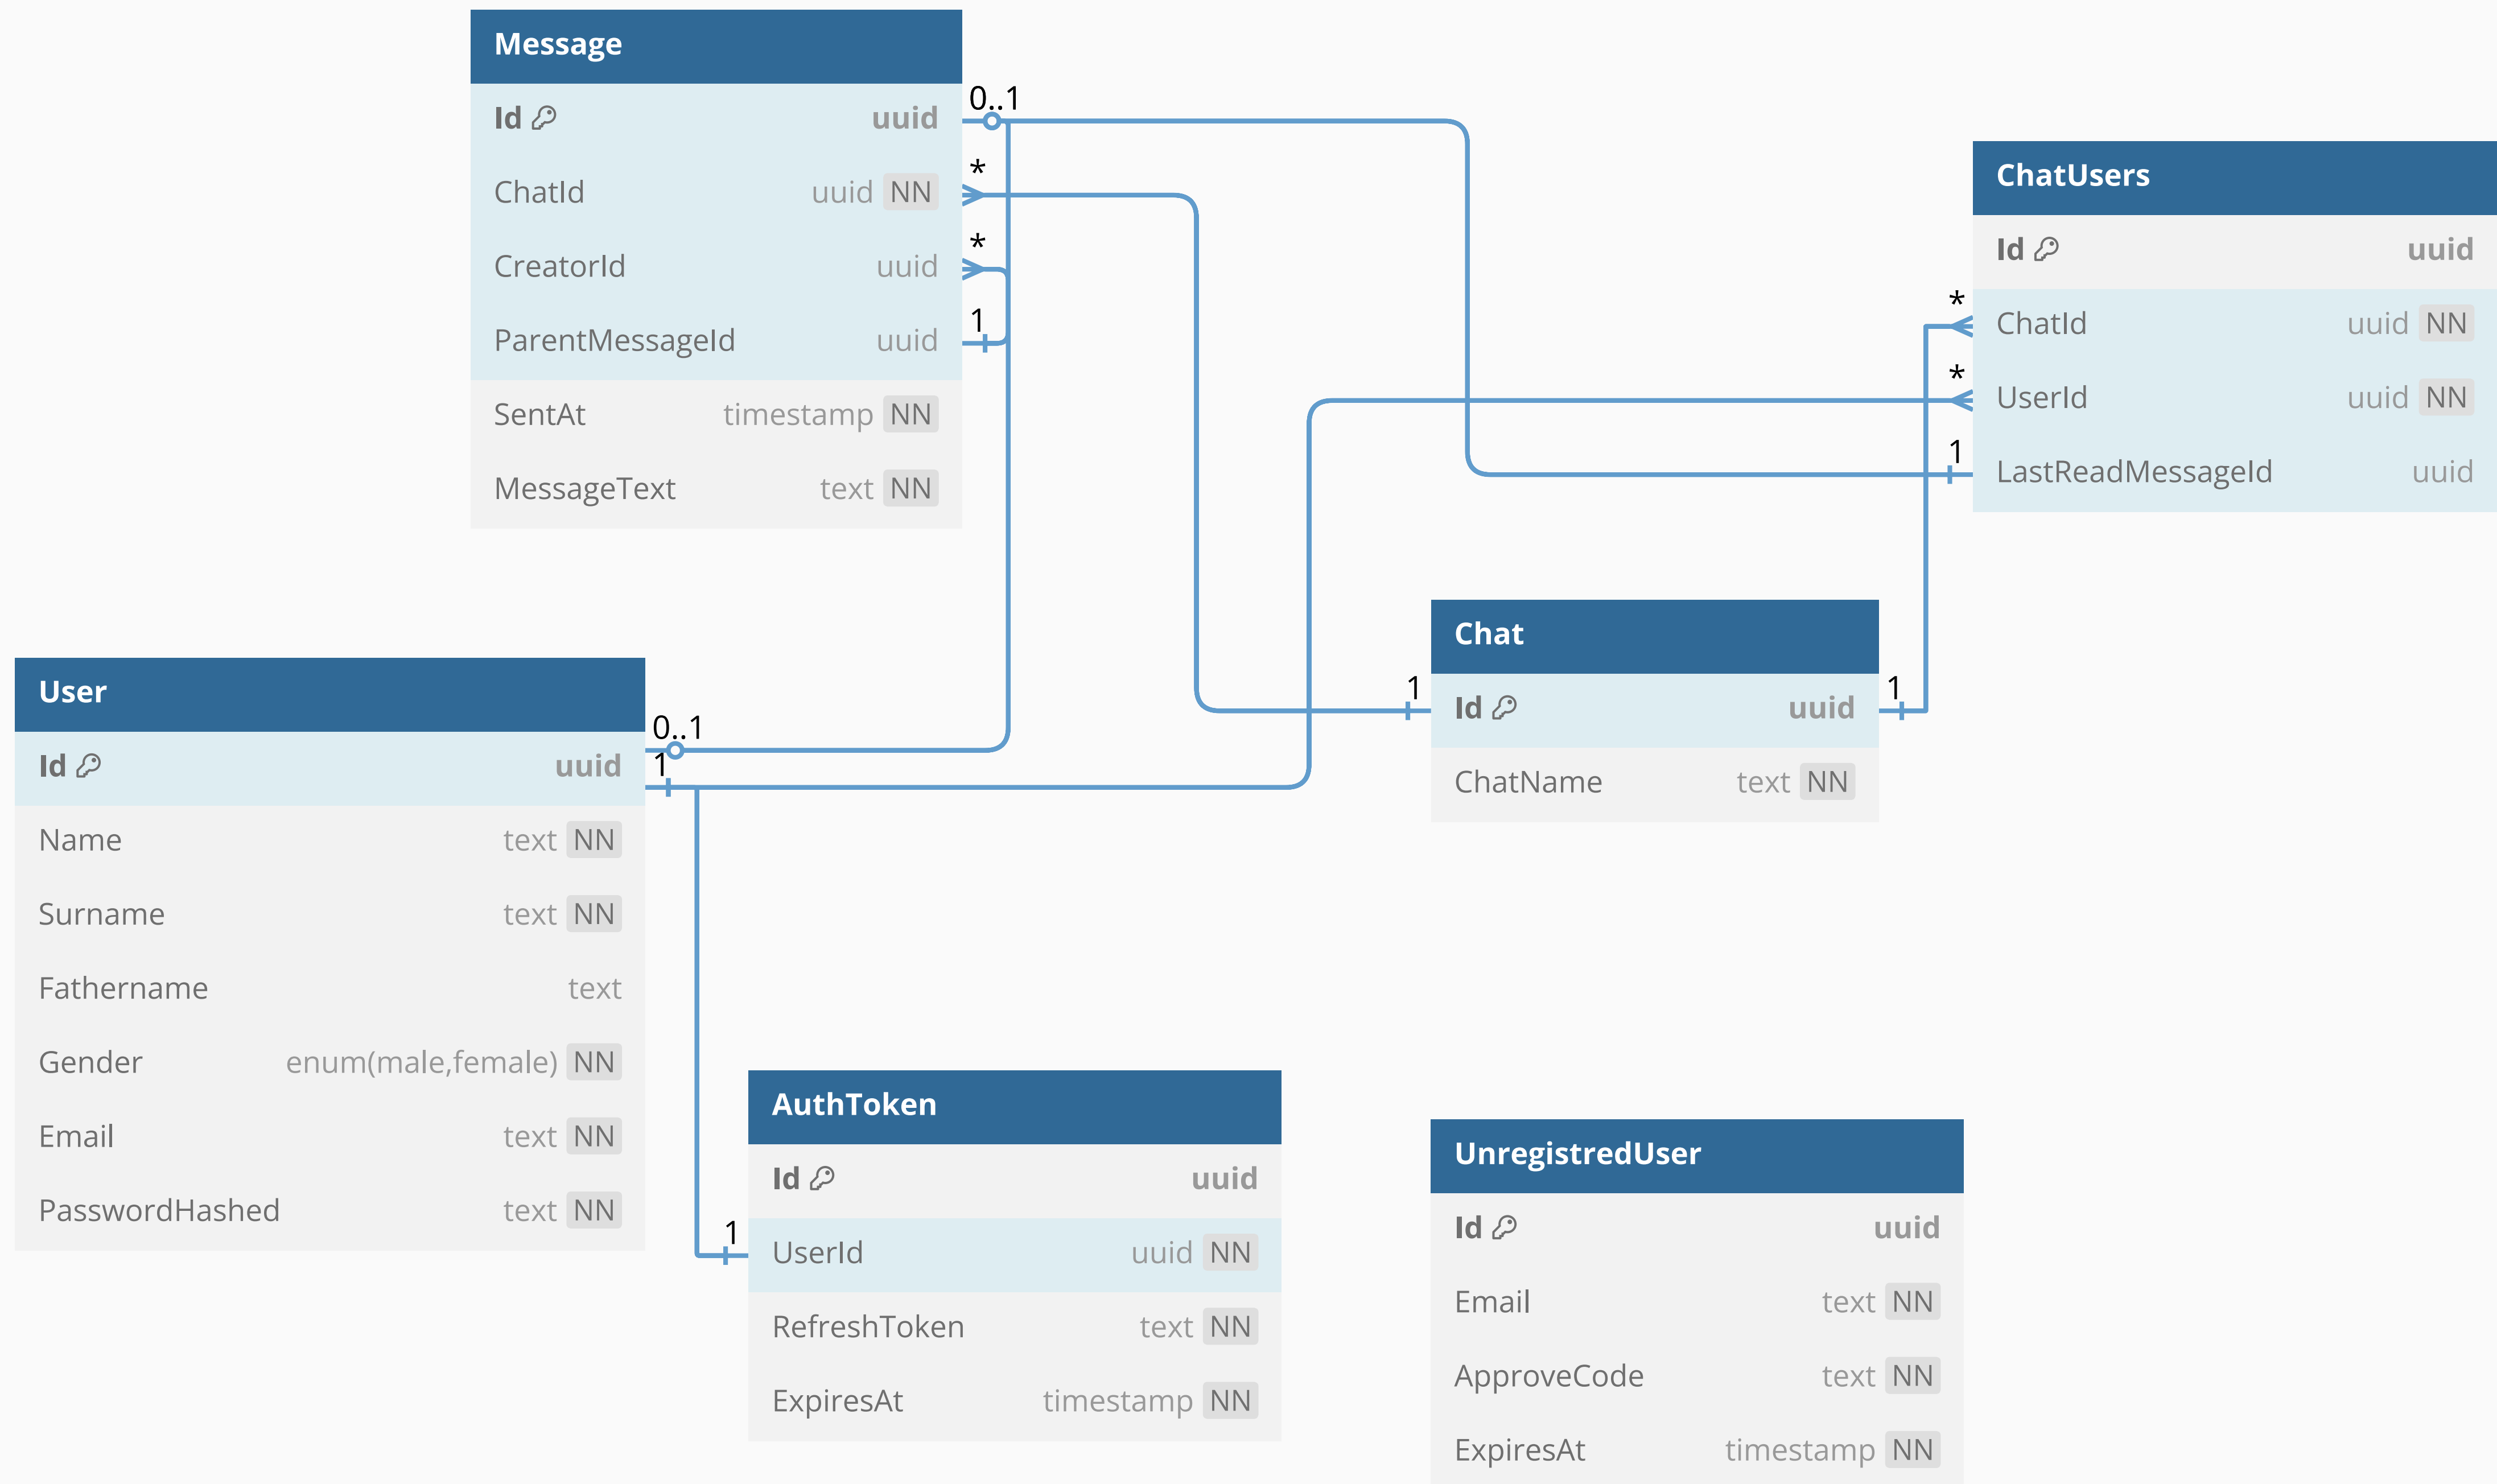 Message
Id uuid
ChatId uuid NN
CreatorId uuid
ParentMessageId uuid
SentAt timestamp NN
MessageText text NN
0..1
*
*
1
ChatUsers
Id uuid
ChatId uuid NN
UserId uuid NN
LastReadMessageId uuid
*
*
1
Chat
Id uuid
ChatName text NN
1
1
User
Id uuid
Name text NN
Surname text NN
Fathername text
Gender enum(male,female) NN
Email text NN
PasswordHashed text NN
0..1
1
AuthToken
Id uuid
UserId uuid NN
RefreshToken text NN
ExpiresAt timestamp NN
1
UnregistredUser
Id uuid
Email text NN
ApproveCode text NN
ExpiresAt timestamp NN